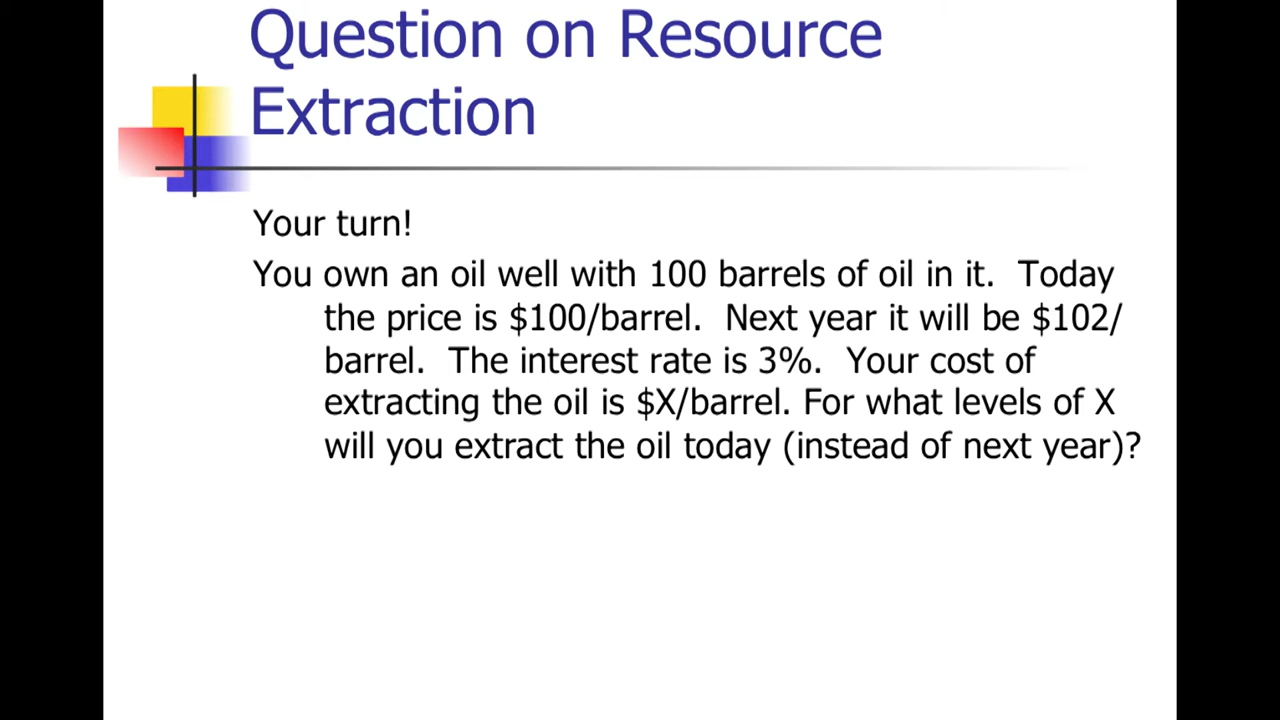 Question on Resource
Extraction
Your turn!
You own an oil well with 100 barrels of oil in it.  Today
the price is $100/barrel.  Next year it will be $102/
barrel.  The interest rate is 3%.  Your cost of
extracting the oil is $X/barrel. For what levels of X
will you extract the oil today (instead of next year)?